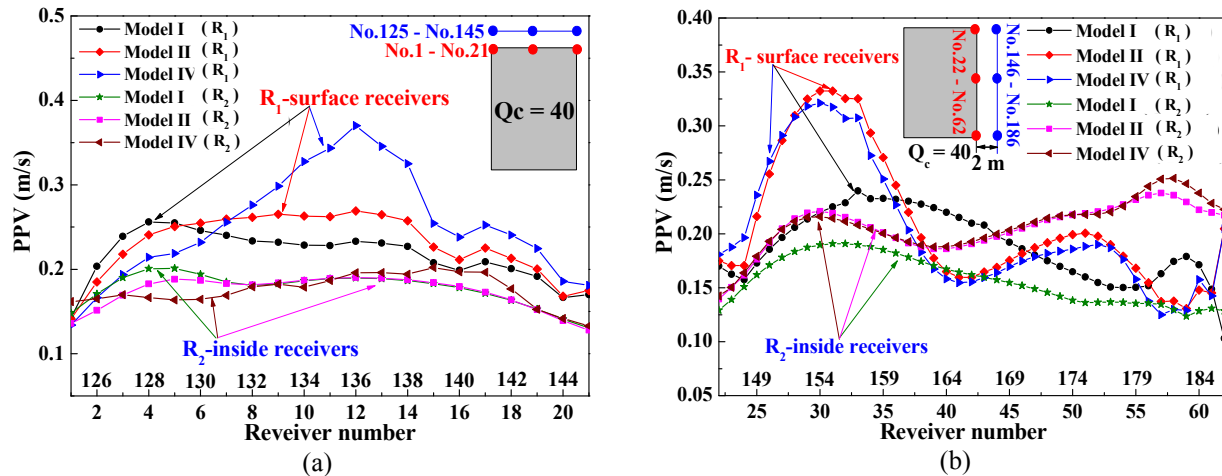 0.5
0.4
0.3
0.2
0.1
PPV (m/s)
Model I (R1)
Model II (R1)
Model IV (R1)
Model I (R2)
Model II (R2)
Model IV (R2)
No.125 - No.145
No.1 - No.21
Qc = 40
R1-surface receivers
R2-inside receivers
126 128 130 132 134 136 138 140 142 144
2 4 6 8 10 12 14 16 18 20
Reveiver number
(a)
0.40
0.35
0.30
0.25
0.20
0.15
0.10
0.05
PPV (m/s)
R1- surface receivers
No.22 - No.62
No.146 - No.186
Qc = 40
2 m
Model I (R1)
Model II (R1)
Model IV (R1)
Model I (R2)
Model II (R2)
Model IV (R2)
(
R2-inside receivers
149 154 159 164 169 174 179 184
25 30 35 40 45 50 55 60
Reveiver number
(b)